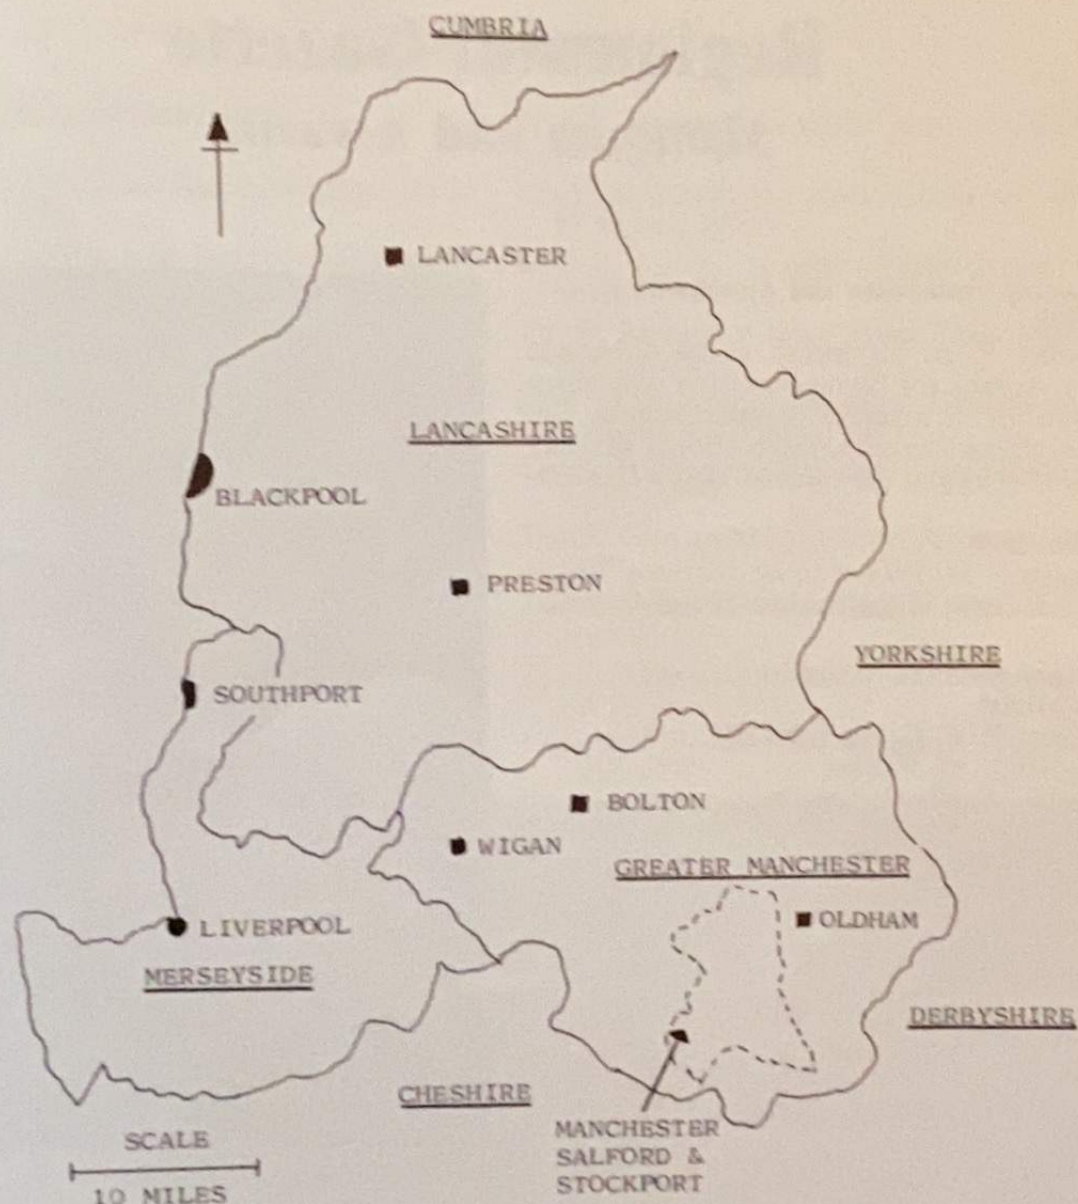 CUMBRIA
LANCASTER
LANCASHIRE
BLACKPOOL
PRESTON
YORKSHIRE
SOUTHPORT
BOLTON
WIGAN
GREATER MANCHESTER
OLDHAM
LIVERPOOL
MERSEYSIDE
DERBYSHIRE
CHESHIRE
MANCHESTER
SALFORD &
STOCKPORT
SCALE
10 MILES